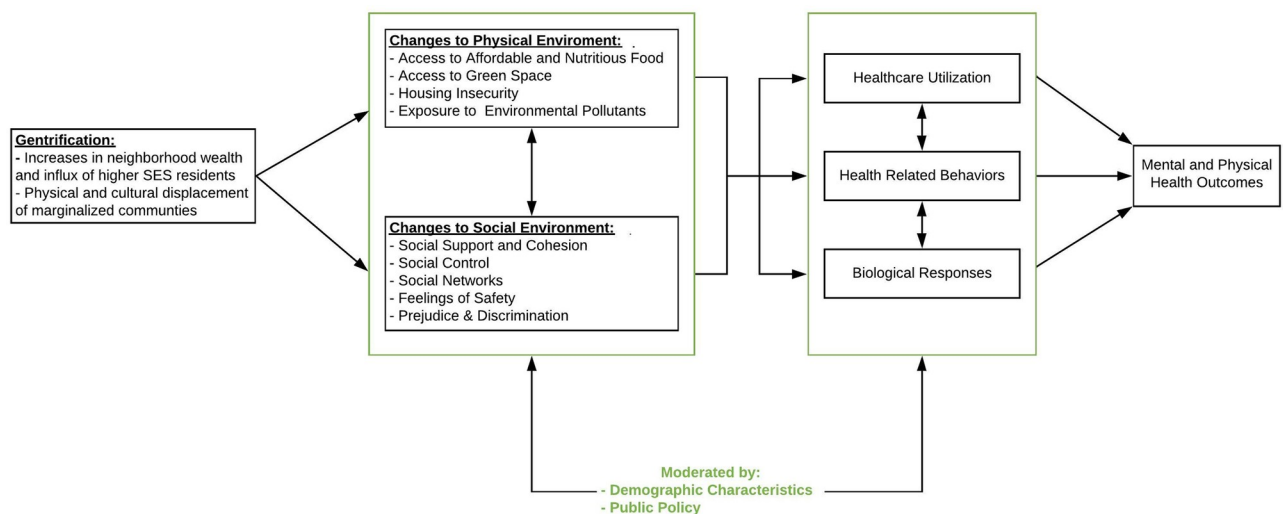 Gentrification:
- Increases in neighborhood wealth
and influx of higher SES residents
- Physical and cultural displacement
of marginalized communties
Changes to Physical Enviroment: .
- Access to Affordable and Nutritious Food
- Access to Green Space
- Housing Insecurity
- Exposure to Environmental Pollutants
Changes to Social Environment: .
- Social Support and Cohesion
- Social Control
- Social Networks
- Feelings of Safety
- Prejudice & Discrimination
Healthcare Utilization
Health Related Behaviors
Biological Responses
Mental and Physical
Health Outcomes
Moderated by:
- Demographic Characteristics
- Public Policy